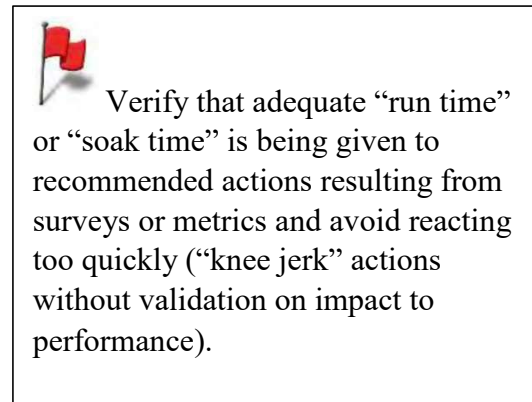 Verify that adequate “run time”
or “soak time” is being given to
recommended actions resulting from
surveys or metrics and avoid reacting
too quickly (“knee jerk” actions
without validation on impact to
performance).